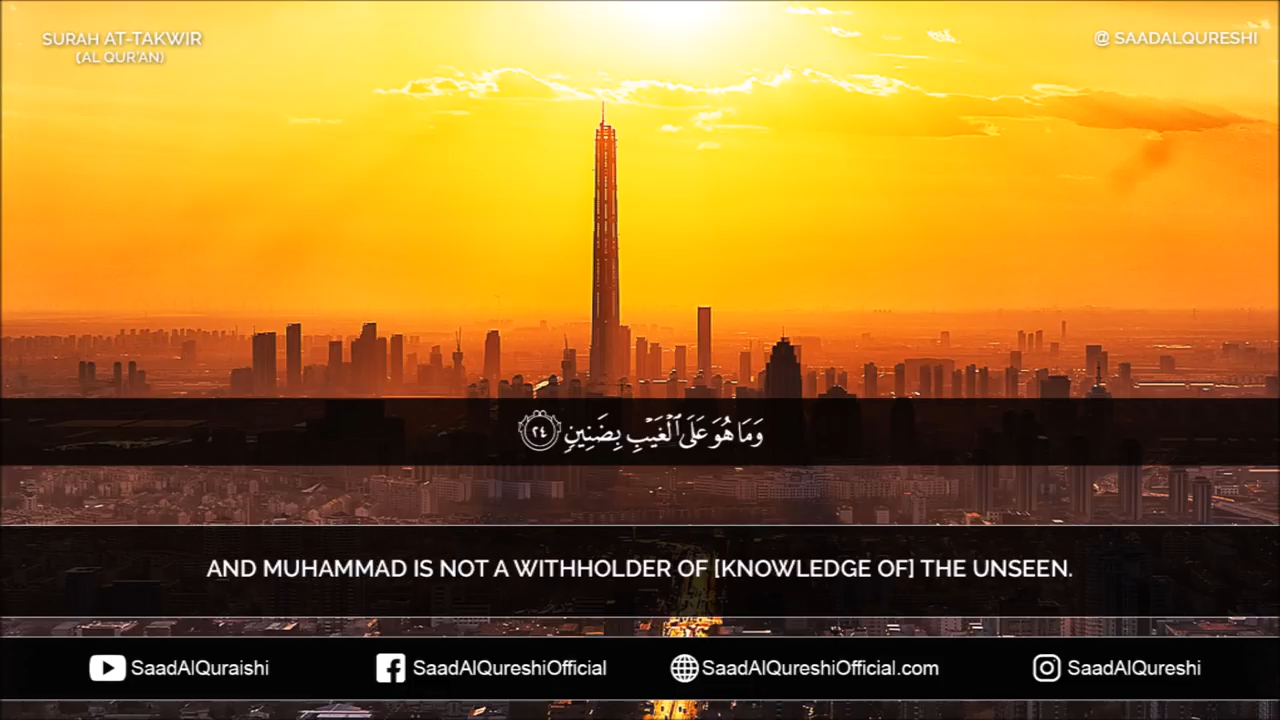 SURAH AT-TAKWIR
(AL QUR'AN)
@ SAADALQURESHI
وَمَا هُوَ عَلَى ٱلْغَيْبِ بِضَنِينٍ ٢٤
AND MUHAMMAD IS NOT A WITHHOLDER OF [KNOWLEDGE OF] THE UNSEEN.
SaadAlQuraishi
SaadAlQureshiOfficial
SaadAlQureshiOfficial.com
SaadAlQureshi